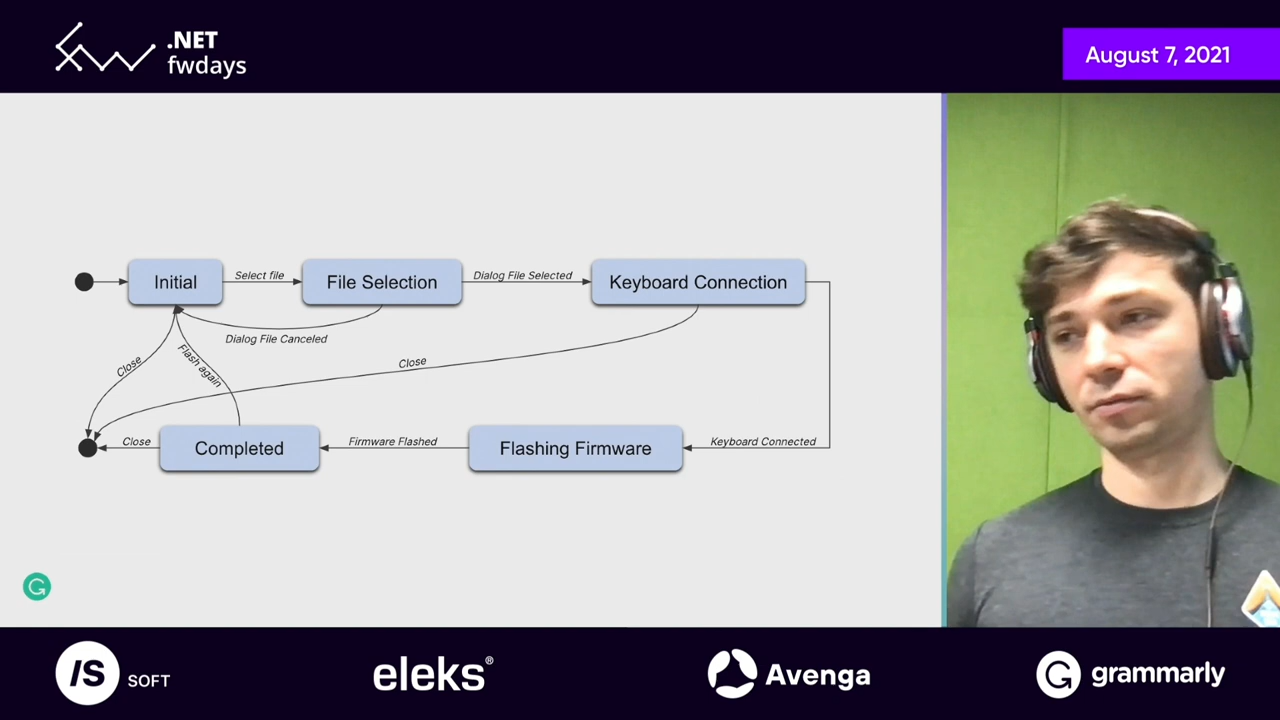 .NET
fwdays
August 7, 2021
Initial
Select file
File Selection
Dialog File Selected
Keyboard Connection
Dialog File Canceled
Close
Flash again
Close
Close
Completed
Firmware Flashed
Flashing Firmware
Keyboard Connected
IS SOFT
eleks®
Avenga
grammarly